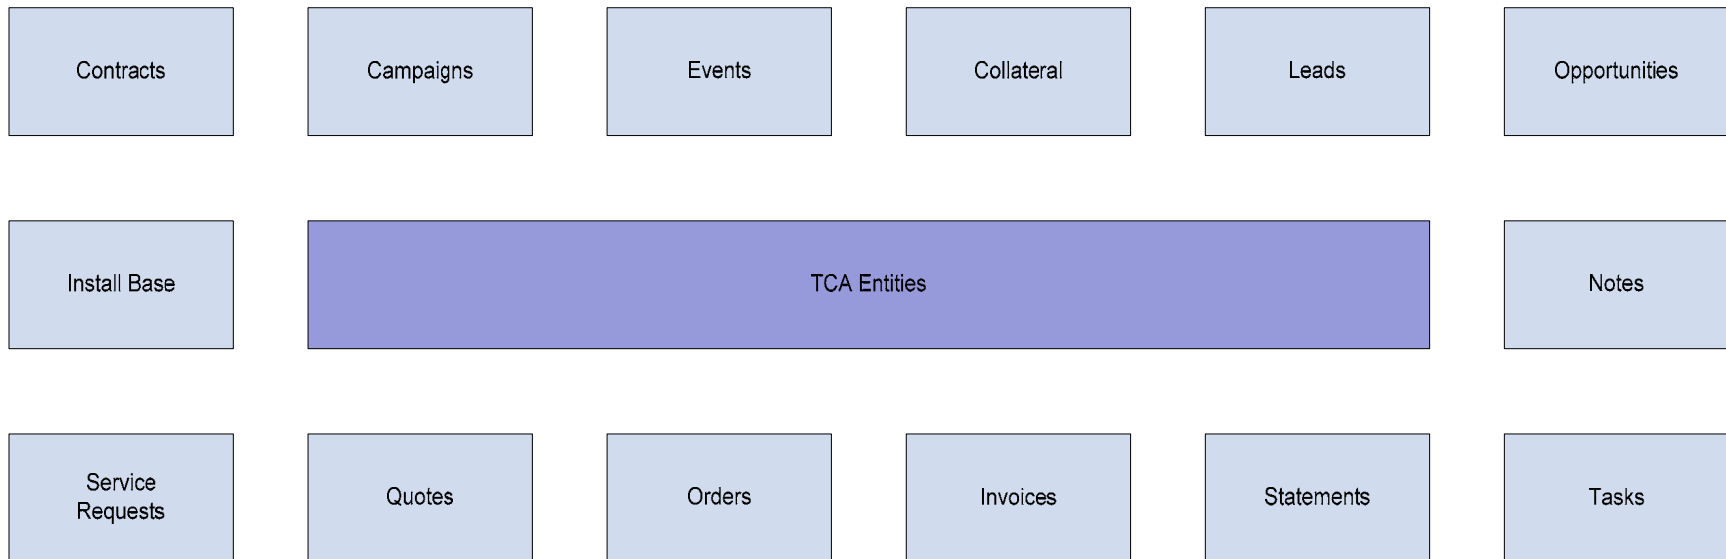 Contracts
Campaigns
Events
Collateral
Leads
Opportunities
Install Base
TCA Entities
Notes
Service
Requests
Quotes
Orders
Invoices
Statements
Tasks